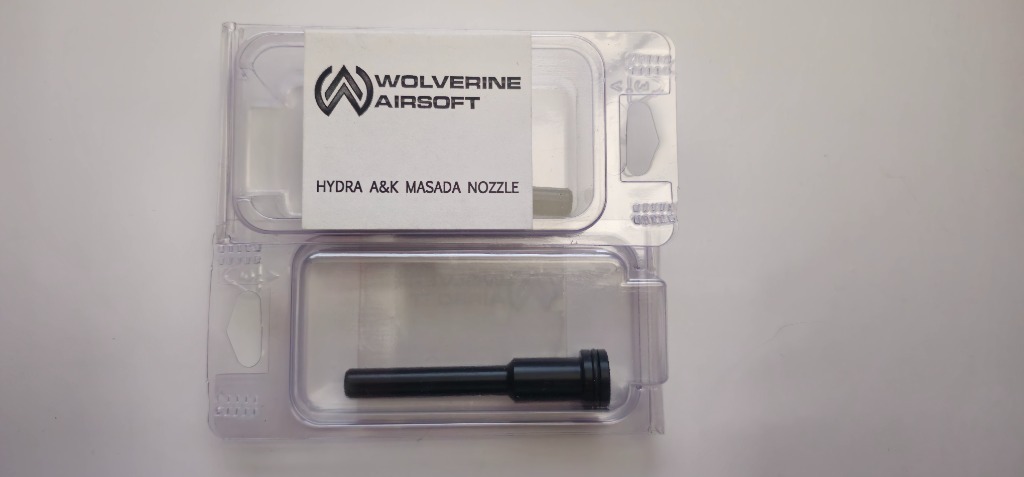 WOLVERINE
AIRSOFT
HYDRA A&K MASADA NOZZLE